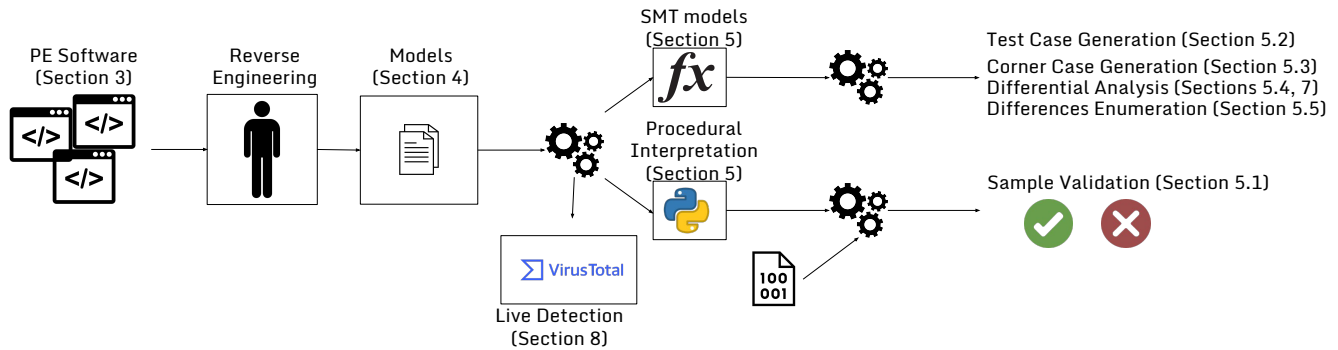 PE Software
(Section 3)
</>
</>
</>
Reverse
Engineering
Models
(Section 4)
SMT models
(Section 5)
fx
Procedural
Interpretation
(Section 5)
VirusTotal
Live Detection
(Section 8)
100
001
Test Case Generation (Section 5.2)
Corner Case Generation (Section 5.3)
Differential Analysis (Sections 5.4, 7)
Differences Enumeration (Section 5.5)
Sample Validation (Section 5.1)